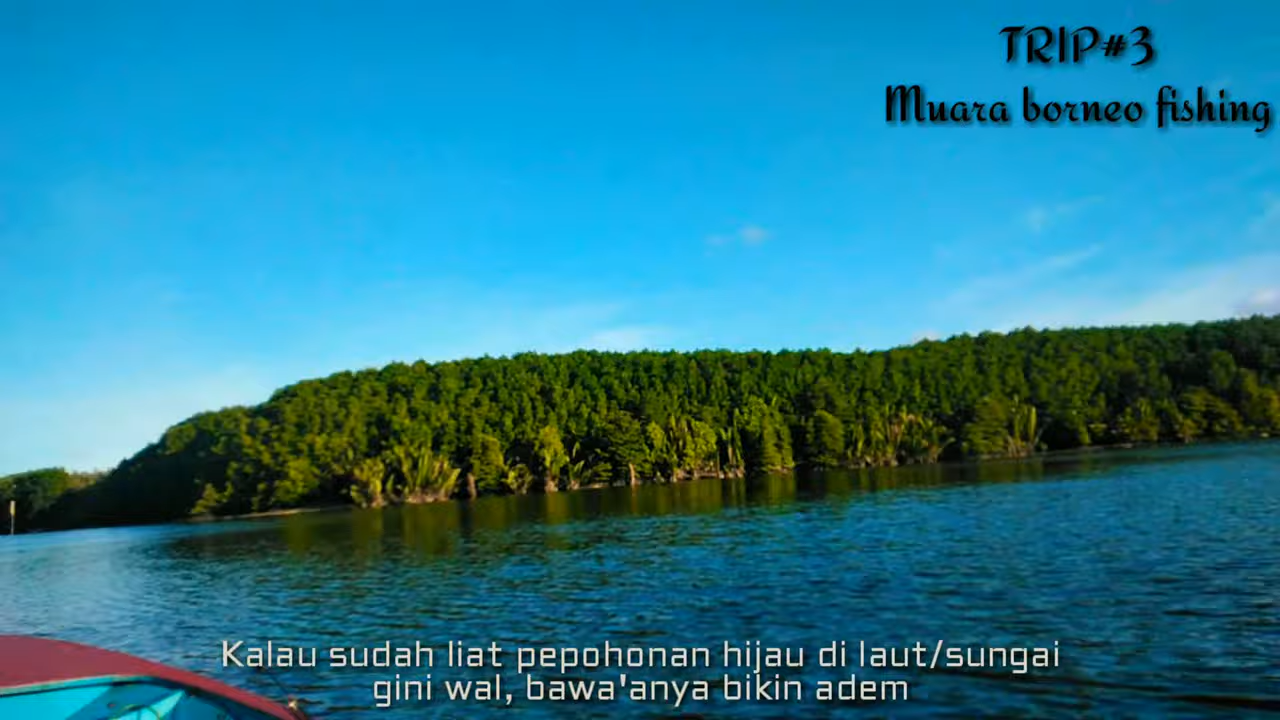 TRIP#3
Muara borneo fishing
Kalau sudah liat pepohonan hijau di laut/sungai
gini wal, bawa'anya bikin adem